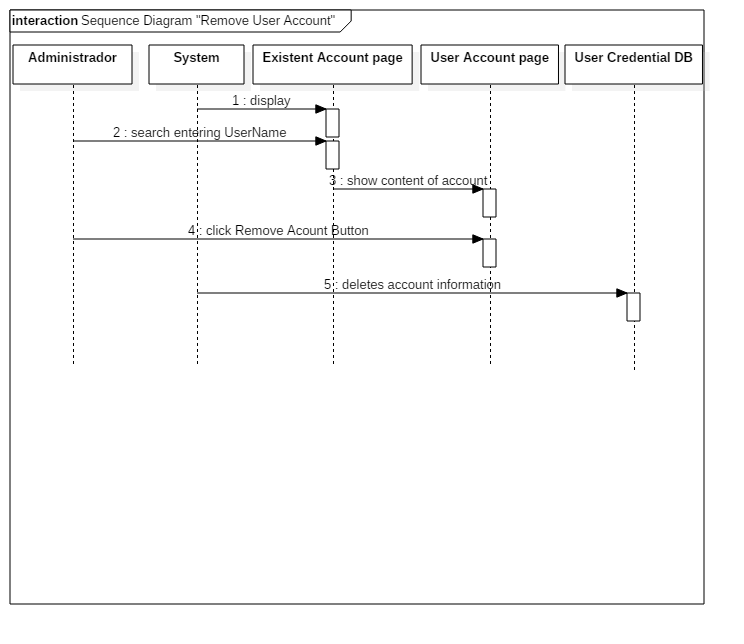 interaction Sequence Diagram "Remove User Account"
Administrador
System
Existent Account page
User Account page
User Credential DB
1 : display
2 : search entering UserName
3 : show content of account
4 : click Remove Acount Button
5 : deletes account information